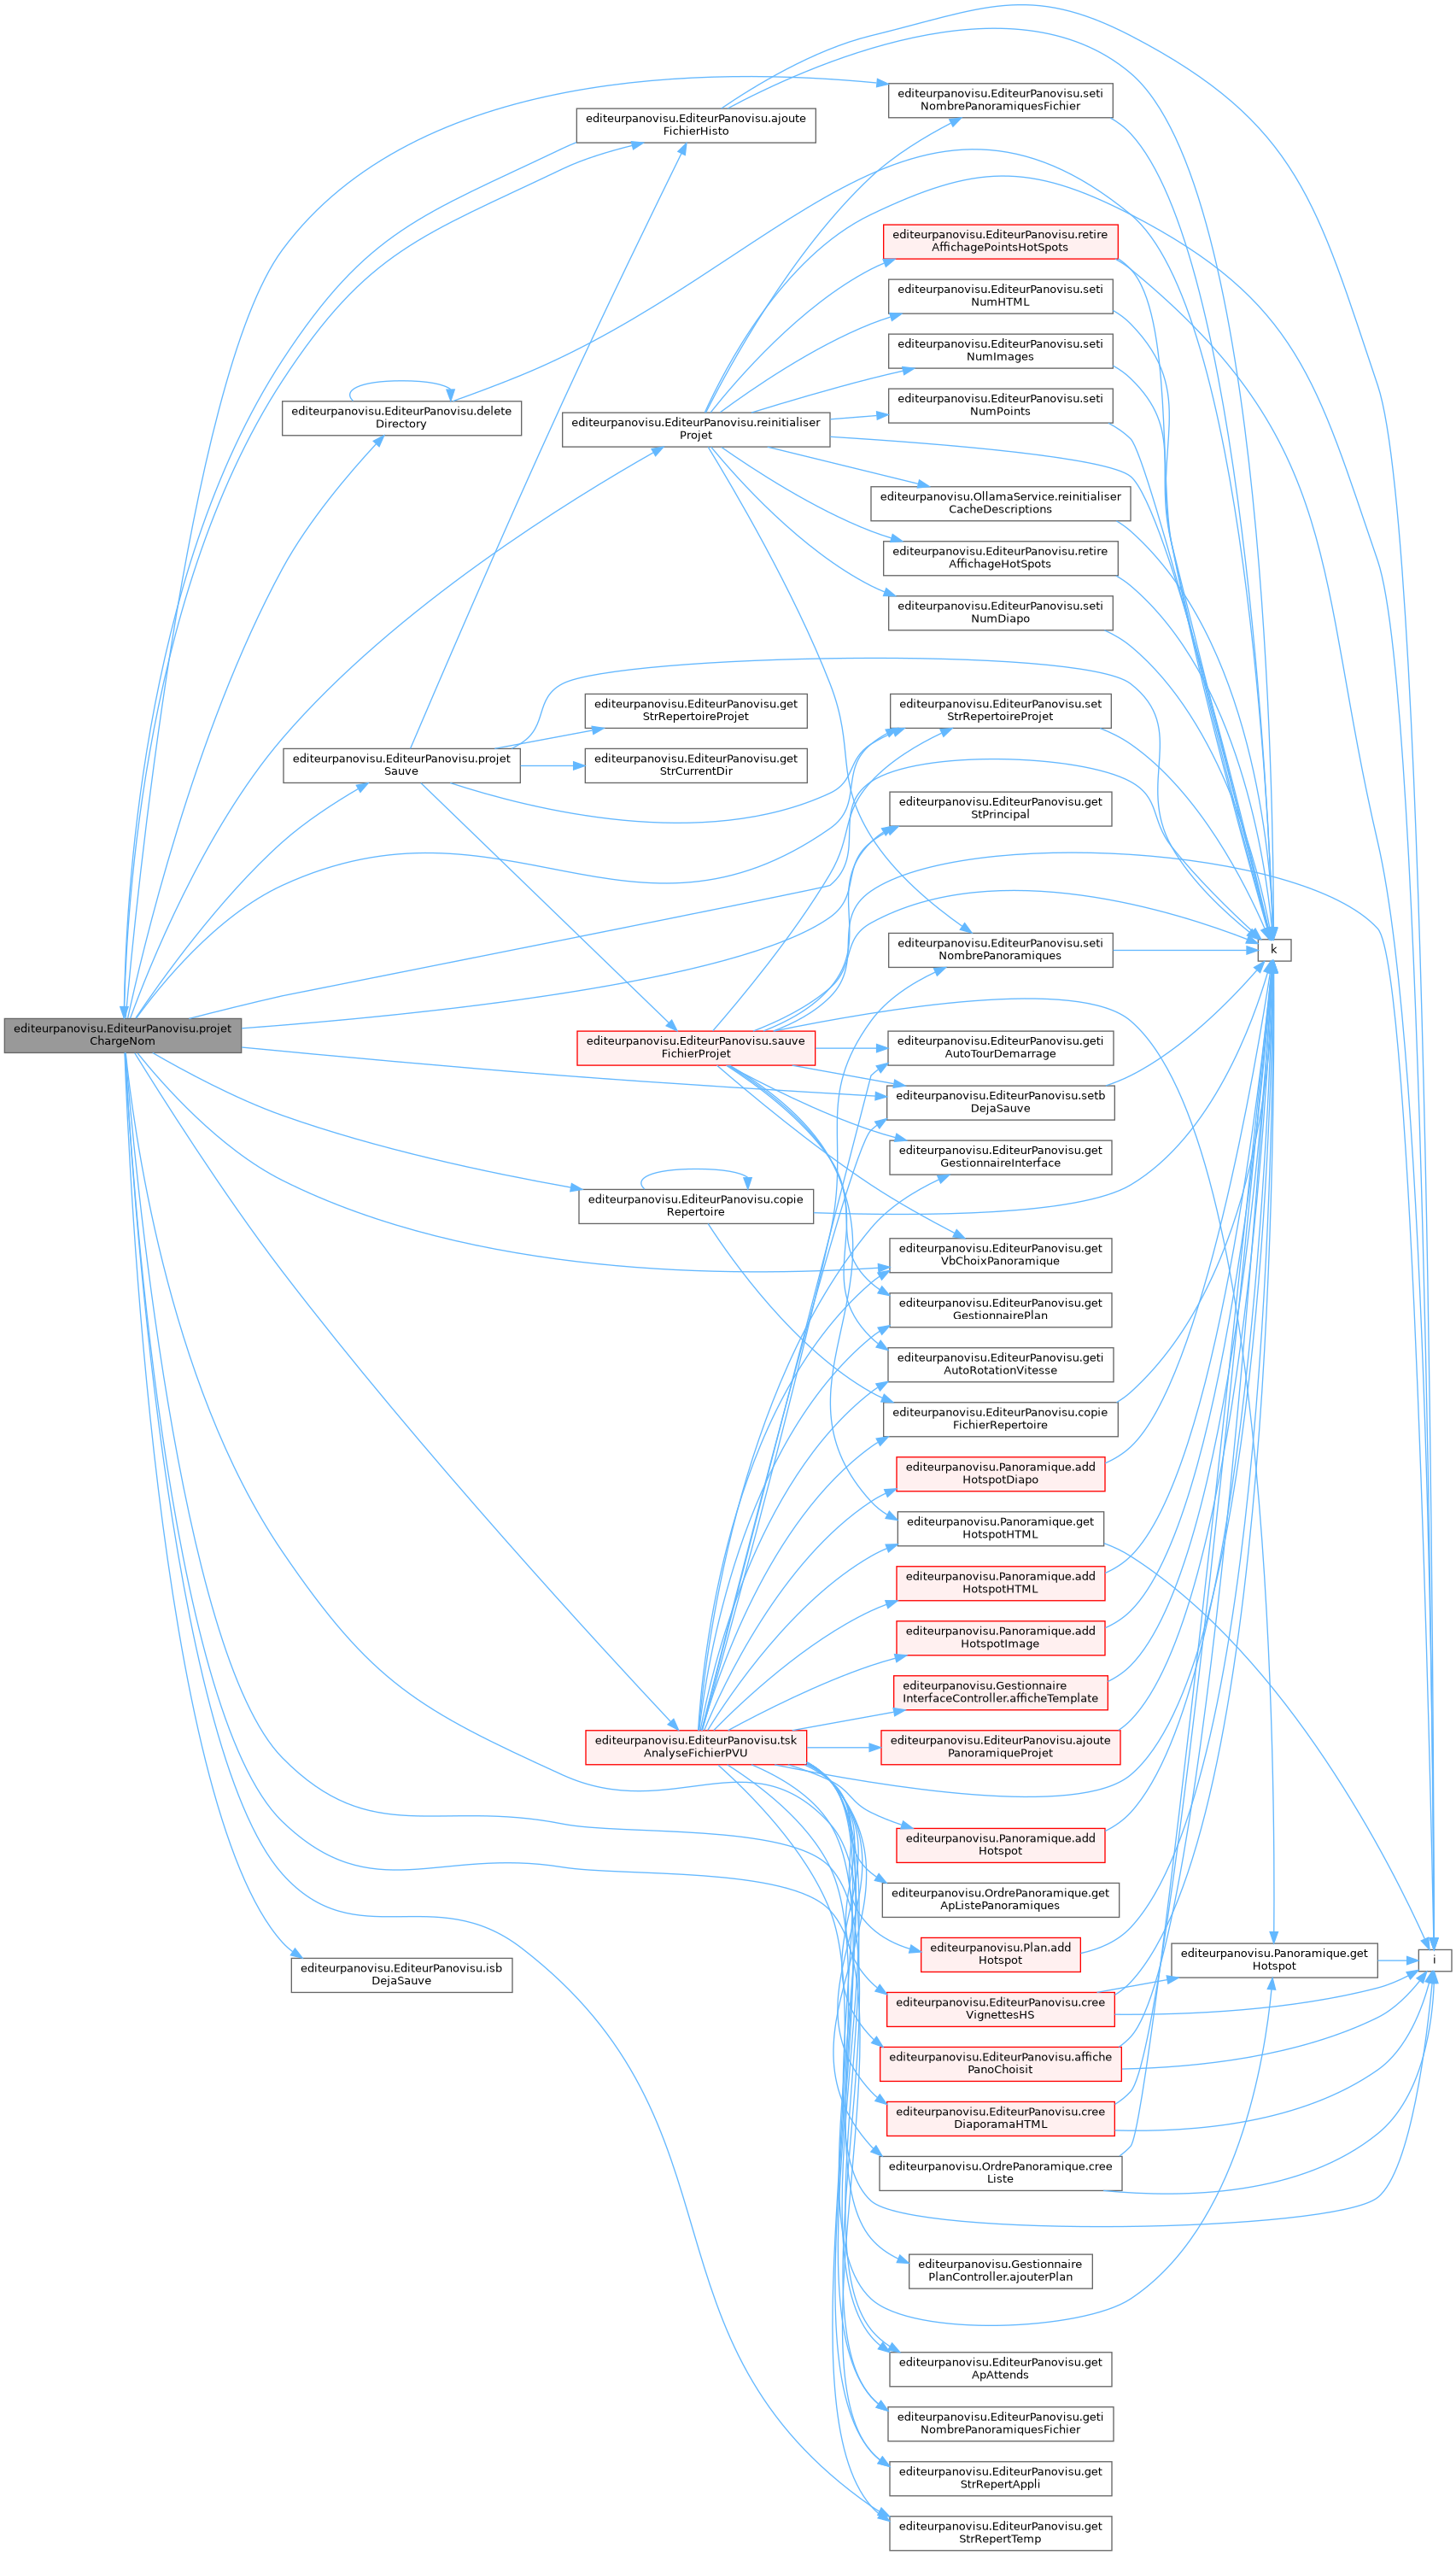 editeurpanovisu.EditeurPanovisu.projet
ChargeNom
editeurpanovisu.EditeurPanovisu.delete
Directory
editeurpanovisu.EditeurPanovisu.projet
Sauve
editeurpanovisu.EditeurPanovisu.isb
DejaSauve
editeurpanovisu.EditeurPanovisu.ajoute
FichierHisto
editeurpanovisu.EditeurPanovisu.reinitialiser
Projet
editeurpanovisu.EditeurPanovisu.get
StrRepertoireProjet
editeurpanovisu.EditeurPanovisu.get
StrCurrentDir
editeurpanovisu.EditeurPanovisu.sauve
FichierProjet
editeurpanovisu.EditeurPanovisu.copie
Repertoire
editeurpanovisu.EditeurPanovisu.tsk
AnalyseFichierPVU
editeurpanovisu.EditeurPanovisu.seti
NombrePanoramiquesFichier
editeurpanovisu.EditeurPanovisu.retire
AffichagePointsHotSpots
editeurpanovisu.EditeurPanovisu.seti
NumHTML
editeurpanovisu.EditeurPanovisu.seti
NumImages
editeurpanovisu.EditeurPanovisu.seti
NumPoints
editeurpanovisu.OllamaService.reinitialiser
CacheDescriptions
editeurpanovisu.EditeurPanovisu.retire
AffichageHotSpots
editeurpanovisu.EditeurPanovisu.seti
NumDiapo
editeurpanovisu.EditeurPanovisu.set
StrRepertoireProjet
editeurpanovisu.EditeurPanovisu.get
StPrincipal
editeurpanovisu.EditeurPanovisu.seti
NombrePanoramiques
editeurpanovisu.EditeurPanovisu.geti
AutoTourDemarrage
editeurpanovisu.EditeurPanovisu.setb
DejaSauve
editeurpanovisu.EditeurPanovisu.get
GestionnaireInterface
editeurpanovisu.EditeurPanovisu.get
VbChoixPanoramique
editeurpanovisu.EditeurPanovisu.get
GestionnairePlan
editeurpanovisu.EditeurPanovisu.geti
AutoRotationVitesse
editeurpanovisu.EditeurPanovisu.copie
FichierRepertoire
editeurpanovisu.Panoramique.add
HotspotDiapo
editeurpanovisu.Panoramique.get
HotspotHTML
editeurpanovisu.Panoramique.add
HotspotHTML
editeurpanovisu.Panoramique.add
HotspotImage
editeurpanovisu.Gestionnaire
InterfaceController.afficheTemplate
editeurpanovisu.EditeurPanovisu.ajoute
PanoramiqueProjet
editeurpanovisu.Panoramique.add
Hotspot
editeurpanovisu.OrdrePanoramique.get
ApListePanoramiques
editeurpanovisu.Plan.add
Hotspot
editeurpanovisu.EditeurPanovisu.cree
VignettesHS
editeurpanovisu.EditeurPanovisu.affiche
PanoChoisit
editeurpanovisu.EditeurPanovisu.cree
DiaporamaHTML
editeurpanovisu.OrdrePanoramique.cree
Liste
editeurpanovisu.Gestionnaire
PlanController.ajouterPlan
editeurpanovisu.EditeurPanovisu.get
ApAttends
editeurpanovisu.EditeurPanovisu.geti
NombrePanoramiquesFichier
editeurpanovisu.EditeurPanovisu.get
StrRepertAppli
editeurpanovisu.EditeurPanovisu.get
StrRepertTemp
k
editeurpanovisu.Panoramique.get
Hotspot
i